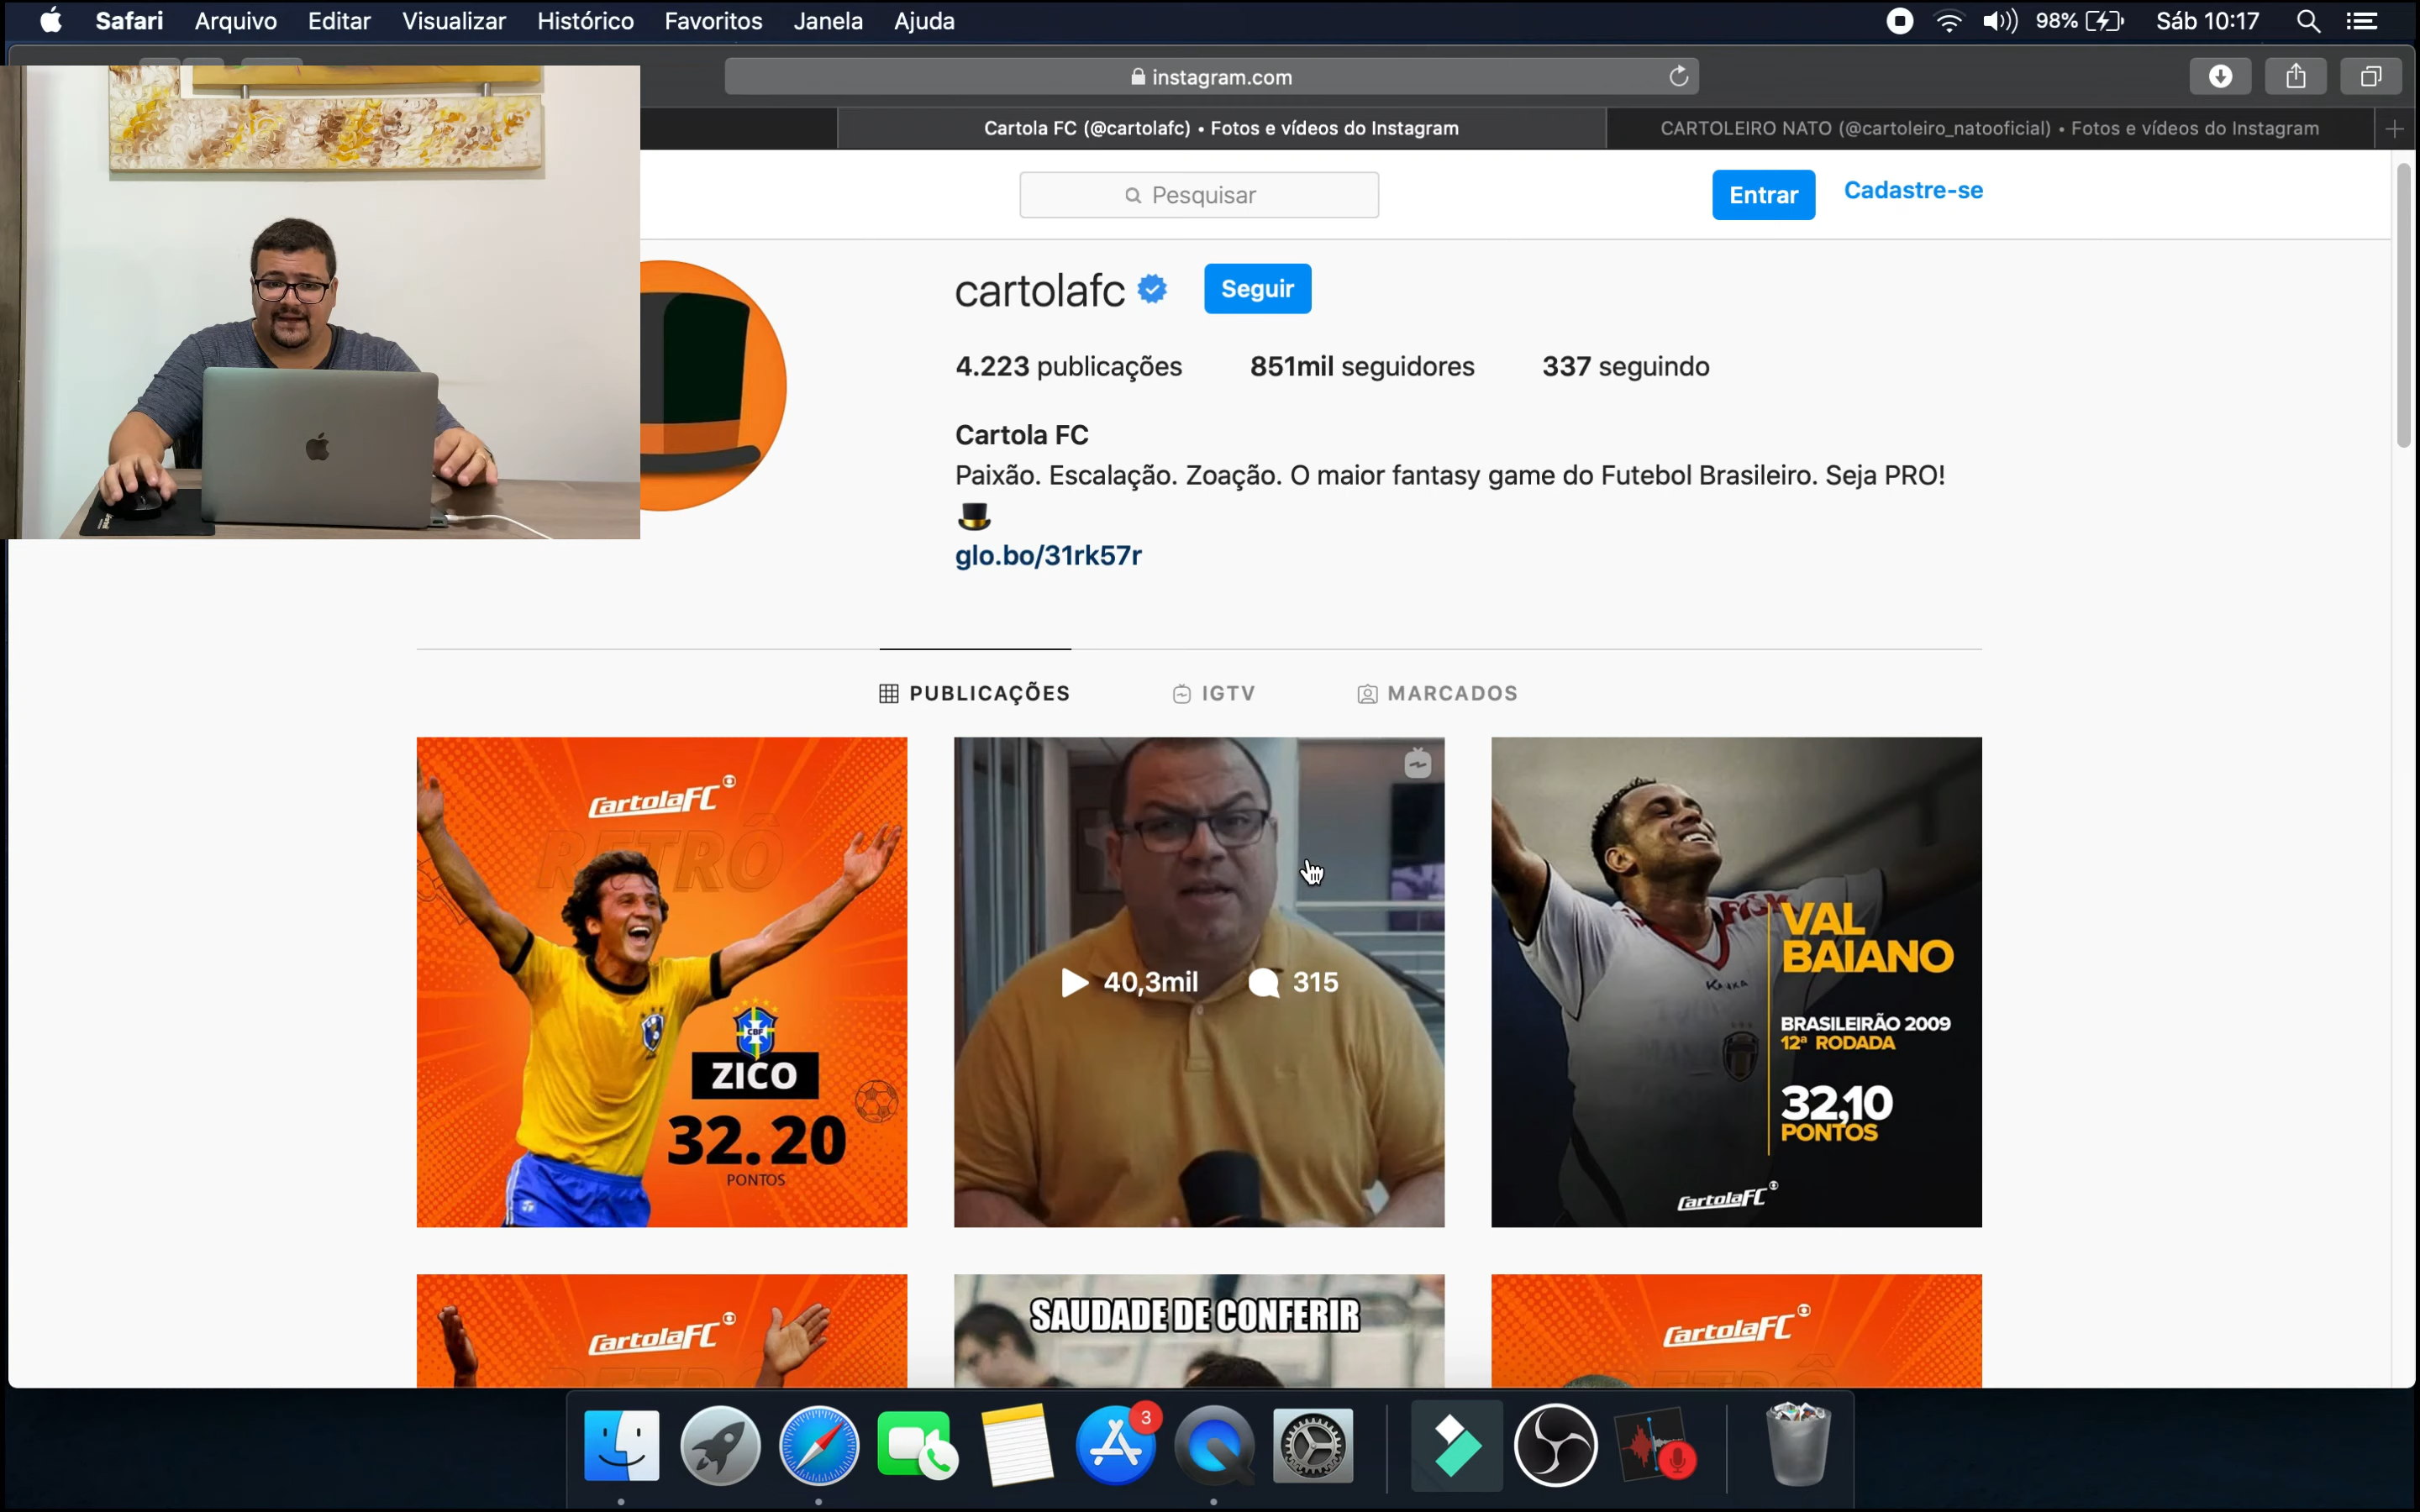 Safari Arquivo Editar Visualizar Histórico Favoritos Janela Ajuda
98% Sáb 10:17
instagram.com
Cartola FC (@cartolafc) • Fotos e vídeos do Instagram
CARTOLEIRO NATO (@cartoleiro_natooficial) • Fotos e vídeos do Instagram
Pesquisar
Entrar
Cadastre-se
cartolafc
Seguir
4.223 publicações 851mil seguidores 337 seguindo
Cartola FC
Paixão. Escalação. Zoação. O maior fantasy game do Futebol Brasileiro. Seja PRO!
glo.bo/31rk57r
PUBLICAÇÕES
IGTV
MARCADOS
CartolaFC
RETRÔ
CBF
ZICO
32.20
PONTOS
40,3mil 315
VAL
BAIANO
BRASILEIRÃO 2009
12ª RODADA
32,10
PONTOS
CartolaFC
CartolaFC
SAUDADE DE CONFERIR
CartolaFC
3